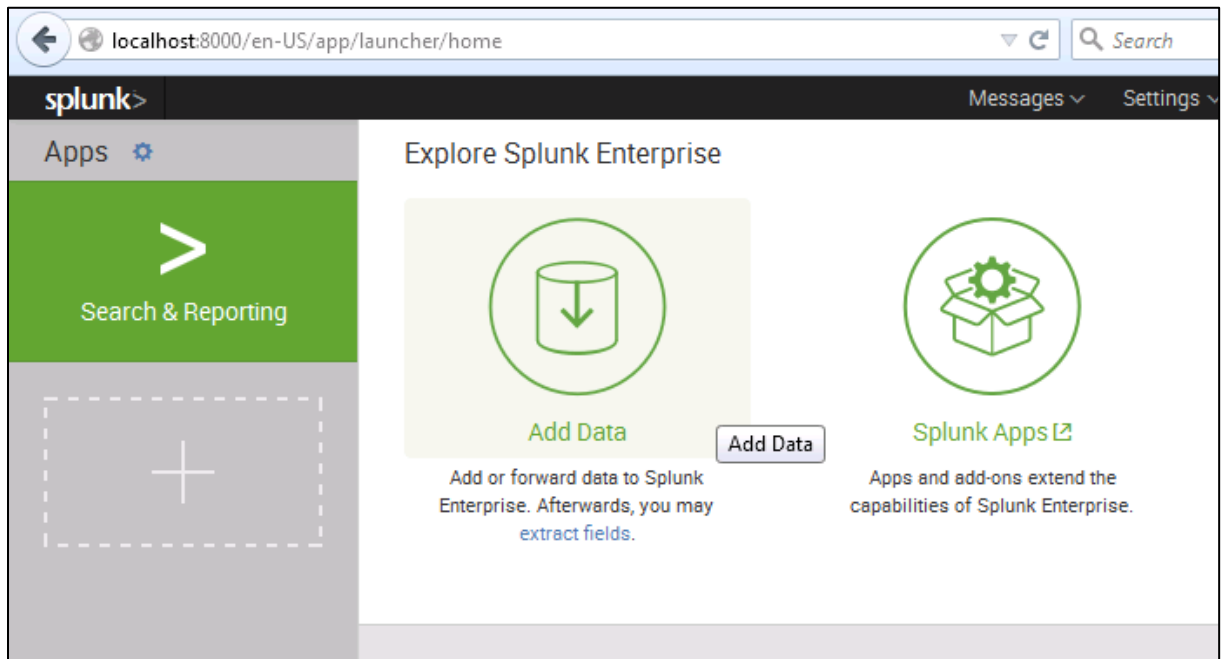 localhost:8000/en-US/app/launcher/home
Search
splunk>
Messages
Settings
Apps
Explore Splunk Enterprise
>
Search & Reporting
Add Data
Add Data
Splunk Apps
Add or forward data to Splunk
Enterprise. Afterwards, you may
extract fields.
Apps and add-ons extend the
capabilities of Splunk Enterprise.